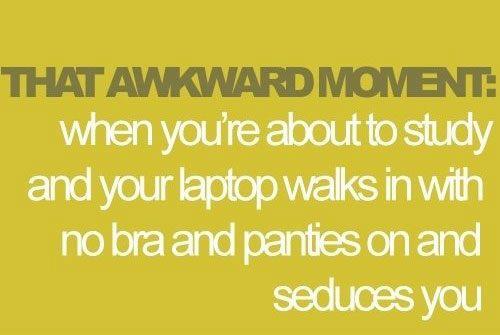 THAT AWKWARD MOMENT:
when you're about to study
and your laptop walks in with
no bra and panties on and
seduces you